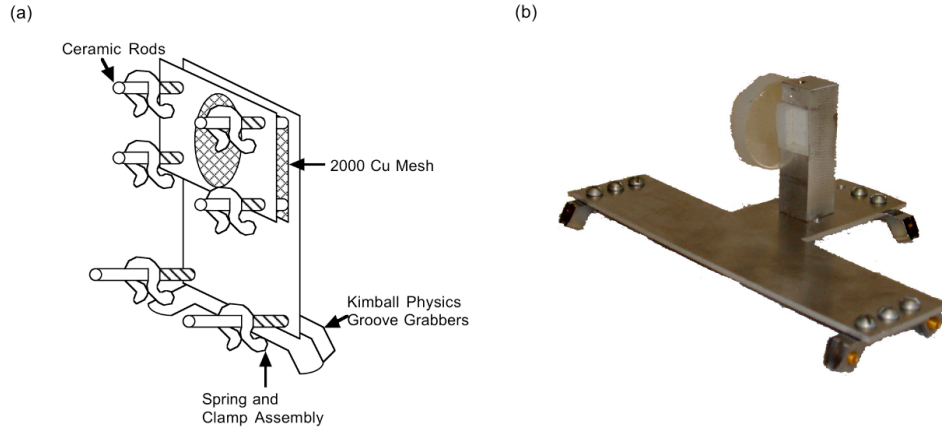 (a)
(b)
Ceramic Rods
2000 Cu Mesh
Kimball Physics
Groove Grabbers
Spring and
Clamp Assembly